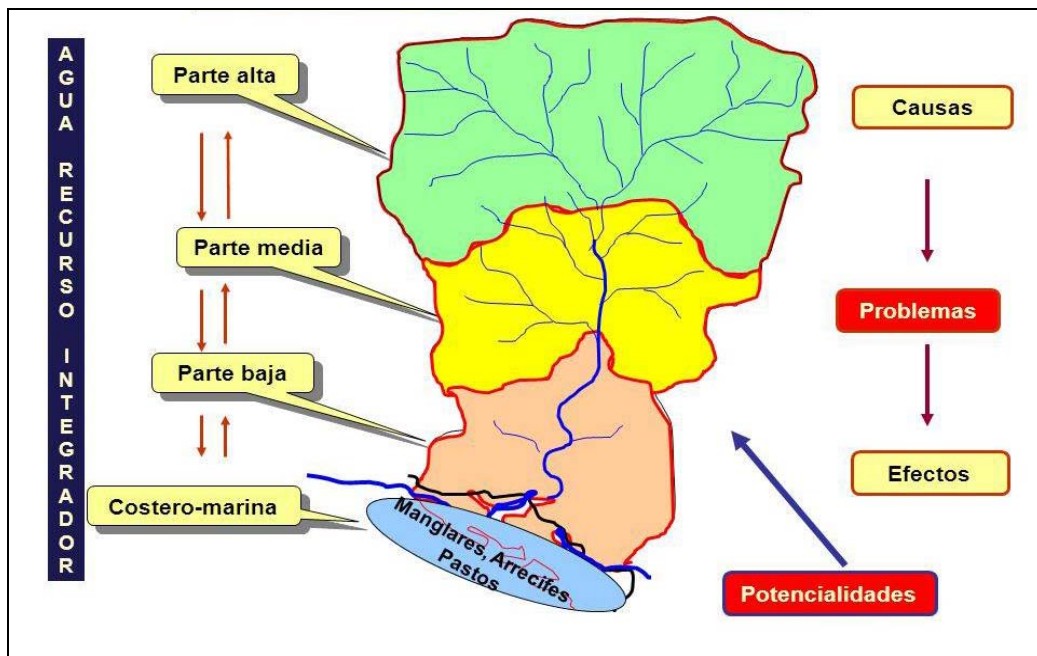 AGUA RECURSO INTEGRADOR
Parte alta
Parte media
Parte baja
Costero-marina
Manglares, Arrecifes
Pastos
Causas
Problemas
Efectos
Potencialidades